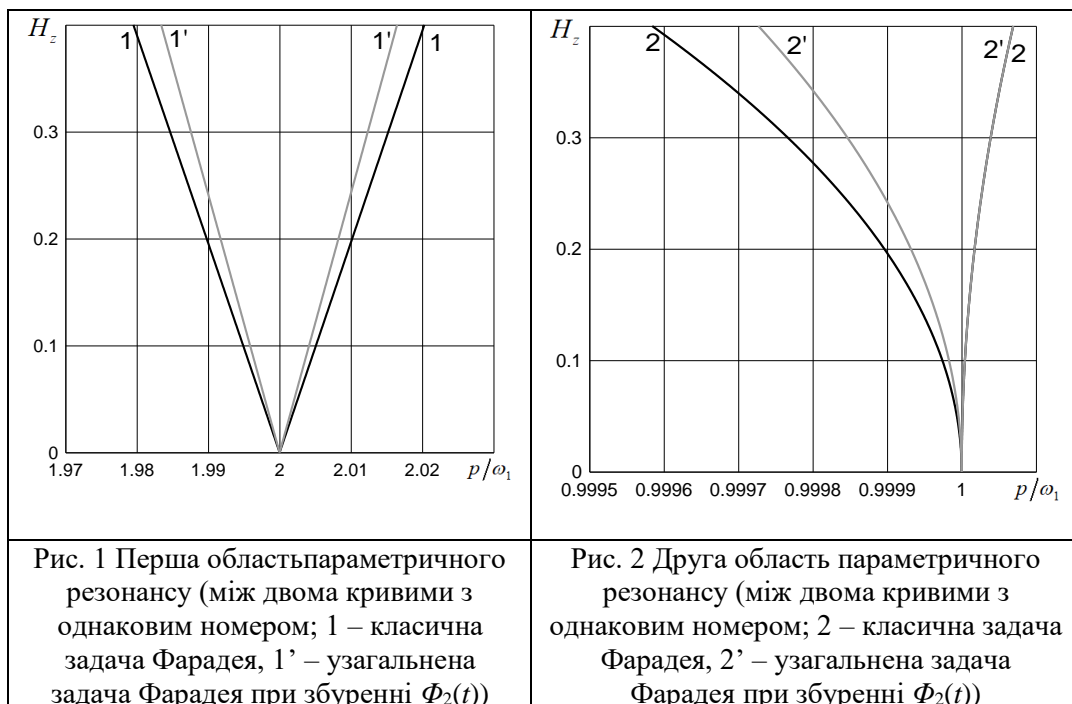 H_z
1
1'
1'
1
0.3
0.2
0.1
0
1.97
1.98
1.99
2
2.01
2.02
p/ω₁
Рис. 1 Перша областьпараметричного
резонансу (між двома кривими з
однаковим номером; 1 – класична
задача Фарадея, 1’ – узагальнена
задача Фарадея при збуренні Φ₂(t))
H_z
2
2'
2'
2
0.3
0.2
0.1
0
0.9995
0.9996
0.9997
0.9998
0.9999
1
p/ω₁
Рис. 2 Друга область параметричного
резонансу (між двома кривими з
однаковим номером; 2 – класична задача
Фарадея, 2’ – узагальнена задача
Фарадея при збуренні Φ₂(t))